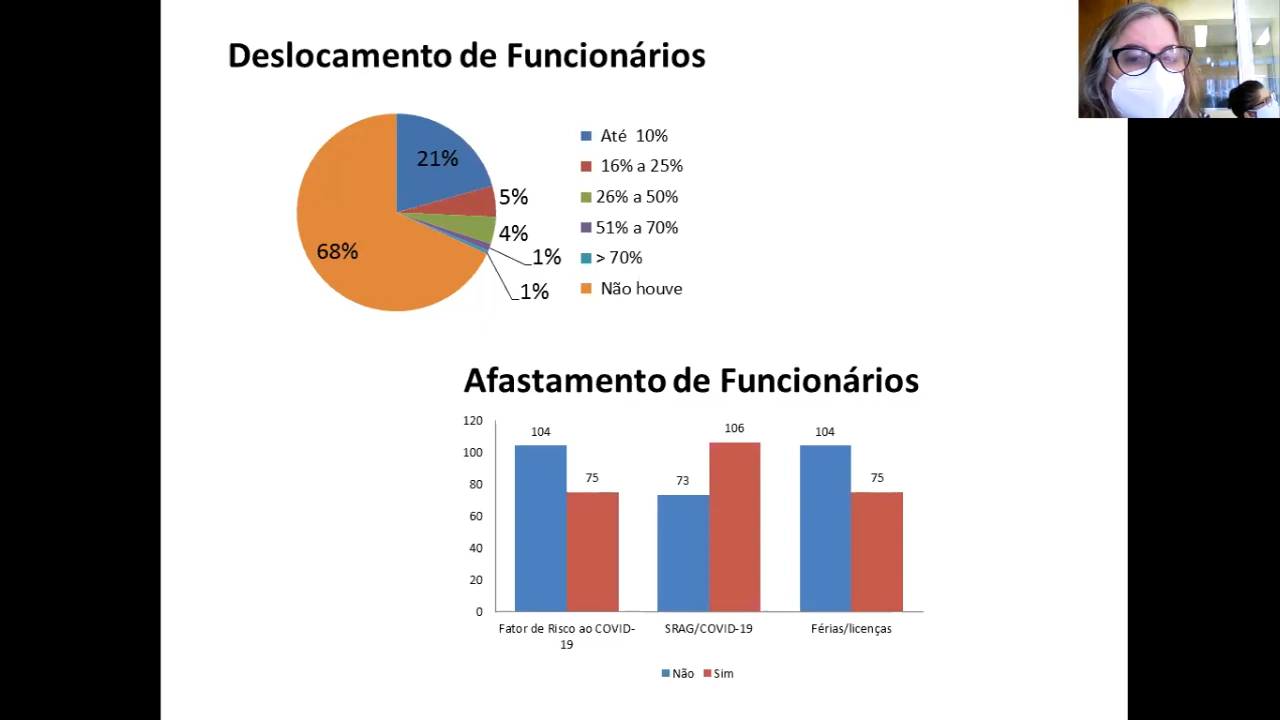 Deslocamento de Funcionários
21%
5%
4%
1%
1%
68%
Até 10%
16% a 25%
26% a 50%
51% a 70%
> 70%
Não houve
Afastamento de Funcionários
120
100
80
60
40
20
0
104
75
73
106
104
75
Fator de Risco ao COVID-
19
SRAG/COVID-19
Férias/licenças
Não Sim